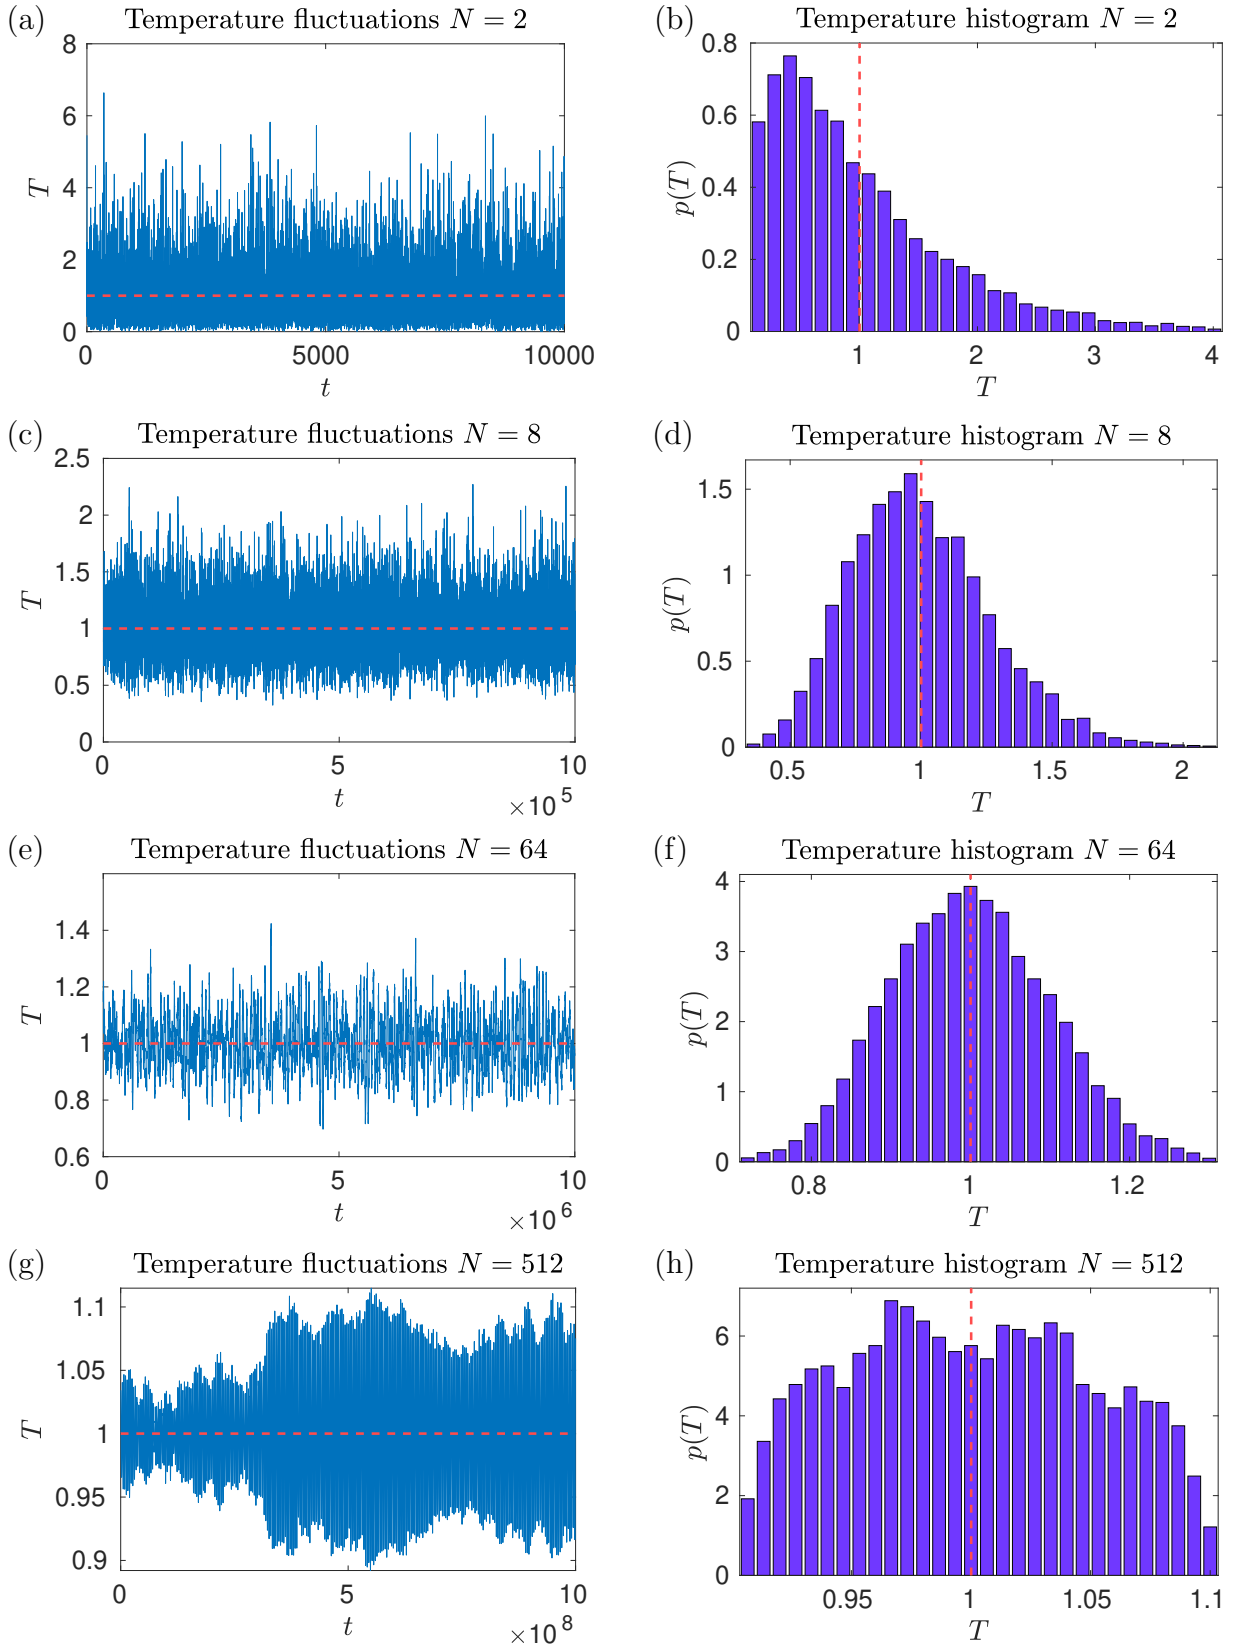 (a) Temperature fluctuations N = 2
8
6
4
2
0
T
0 5000 10000
t
(b) Temperature histogram N = 2
0.8
0.6
0.4
0.2
0
p(T)
1 2 3 4
T
(c) Temperature fluctuations N = 8
2.5
2
1.5
1
0.5
0
T
0 5 10
t ×10^5
(d) Temperature histogram N = 8
1.5
1
0.5
0
p(T)
0.5 1 1.5 2
T
(e) Temperature fluctuations N = 64
1.4
1.2
1
0.8
0.6
T
0 5 10
t ×10^6
(f) Temperature histogram N = 64
4
3
2
1
0
p(T)
0.8 1 1.2
T
(g) Temperature fluctuations N = 512
1.1
1.05
1
0.95
0.9
T
0 5 10
t ×10^8
(h) Temperature histogram N = 512
6
4
2
0
p(T)
0.95 1 1.05 1.1
T